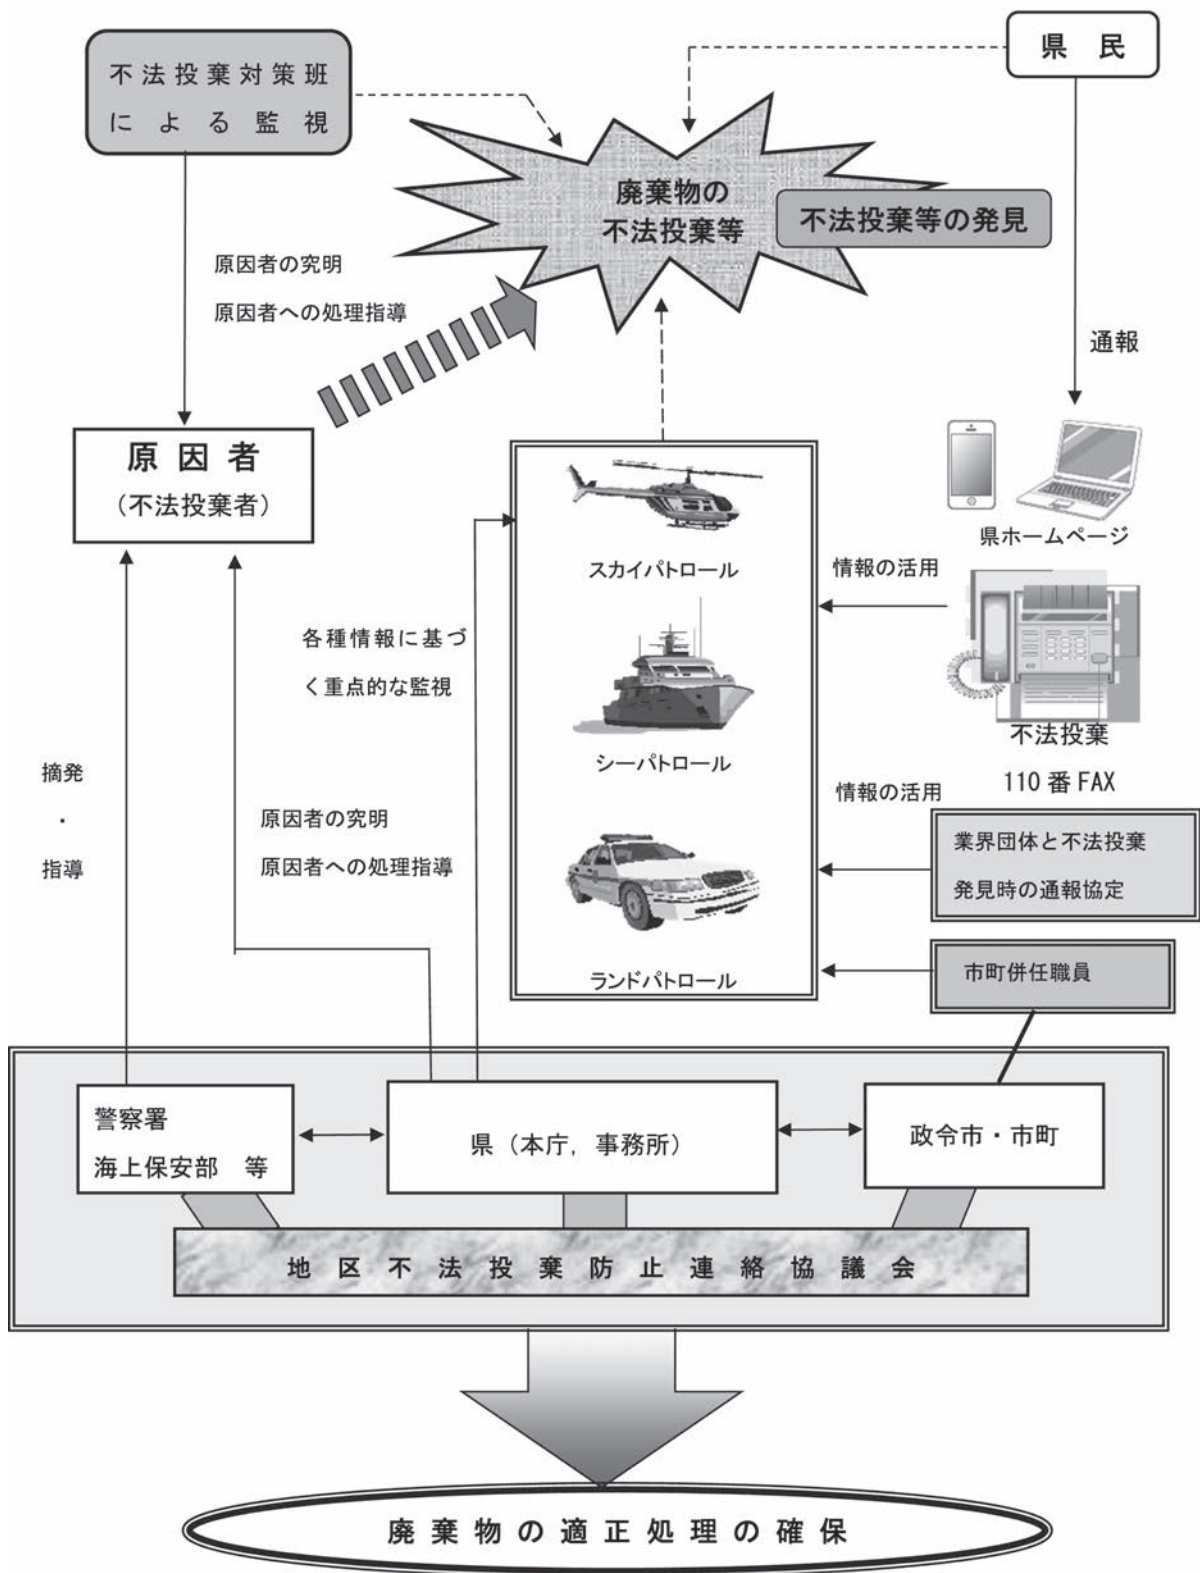 不法投棄対策班
による監視
県民
廃棄物の
不法投棄等
不法投棄等の発見
原因者の究明
原因者への処理指導
通報
原因者
(不法投棄者)
県ホームページ
スカイパトロール
情報の活用
各種情報に基づ
く重点的な監視
不法投棄
110番FAX
シーパトロール
摘発
・
指導
原因者の究明
原因者への処理指導
情報の活用
業界団体と不法投棄
発見時の通報協定
ランドパトロール
市町併任職員
警察署
海上保安部 等
県(本庁,事務所)
政令市・市町
地区不法投棄防止連絡協議会
廃棄物の適正処理の確保